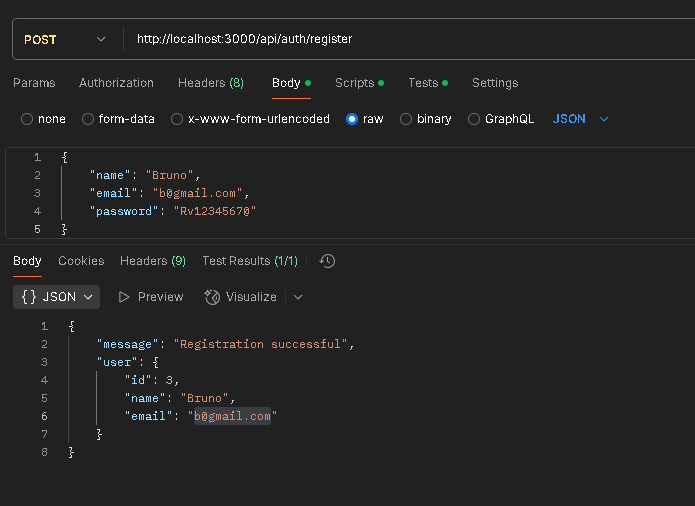 POST http://localhost:3000/api/auth/register
Params Authorization Headers (8) Body Scripts Tests Settings
none form-data x-www-form-urlencoded raw binary GraphQL JSON
1 {
2 "name": "Bruno",
3 "email": "b@gmail.com",
4 "password": "Rv1234567@"
5 }
Body Cookies Headers (9) Test Results (1/1)
{} JSON Preview Visualize
1 {
2 "message": "Registration successful",
3 "user": {
4 "id": 3,
5 "name": "Bruno",
6 "email": "b@gmail.com"
7 }
8 }